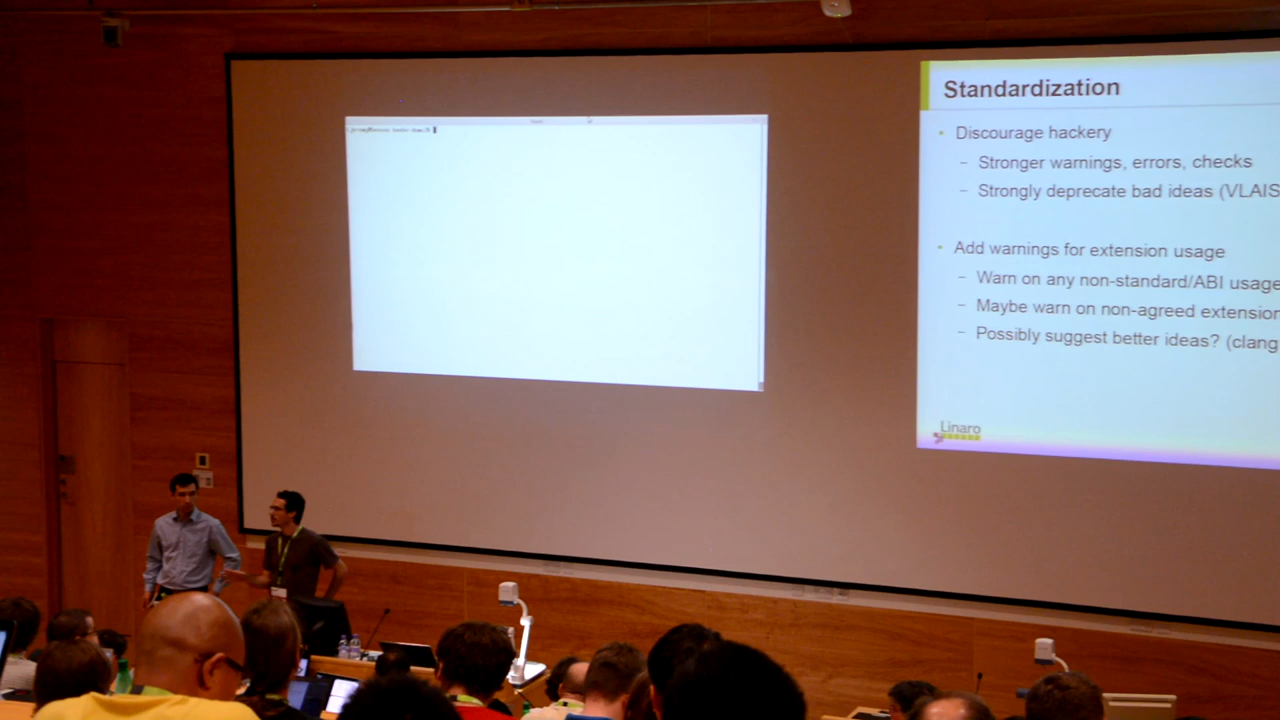 Standardization
• Discourage hackery
– Stronger warnings, errors, checks
– Strongly deprecate bad ideas (VLAIS
• Add warnings for extension usage
– Warn on any non-standard/ABI usage
– Maybe warn on non-agreed extension
– Possibly suggest better ideas? (clang
Linaro